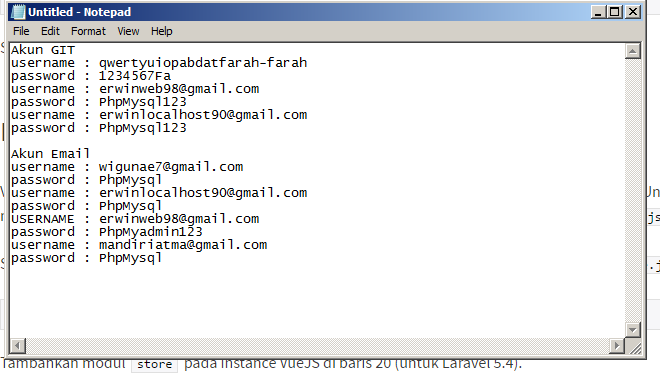 Untitled - Notepad
File Edit Format View Help
Akun GIT
username : qwertyuiopabdatfarah-farah
password : 1234567Fa
username : erwinweb98@gmail.com
password : PhpMysql123
username : erwinlocalhost90@gmail.com
password : PhpMysql123
Akun Email
username : wigunae7@gmail.com
password : PhpMysql
username : erwinlocalhost90@gmail.com
password : PhpMysql
USERNAME : erwinweb98@gmail.com
password : PhpMyadmin123
username : mandiriatma@gmail.com
password : PhpMysql
Tambahkan modul store pada instance VueJS di baris 20 (untuk Laravel 5.4).